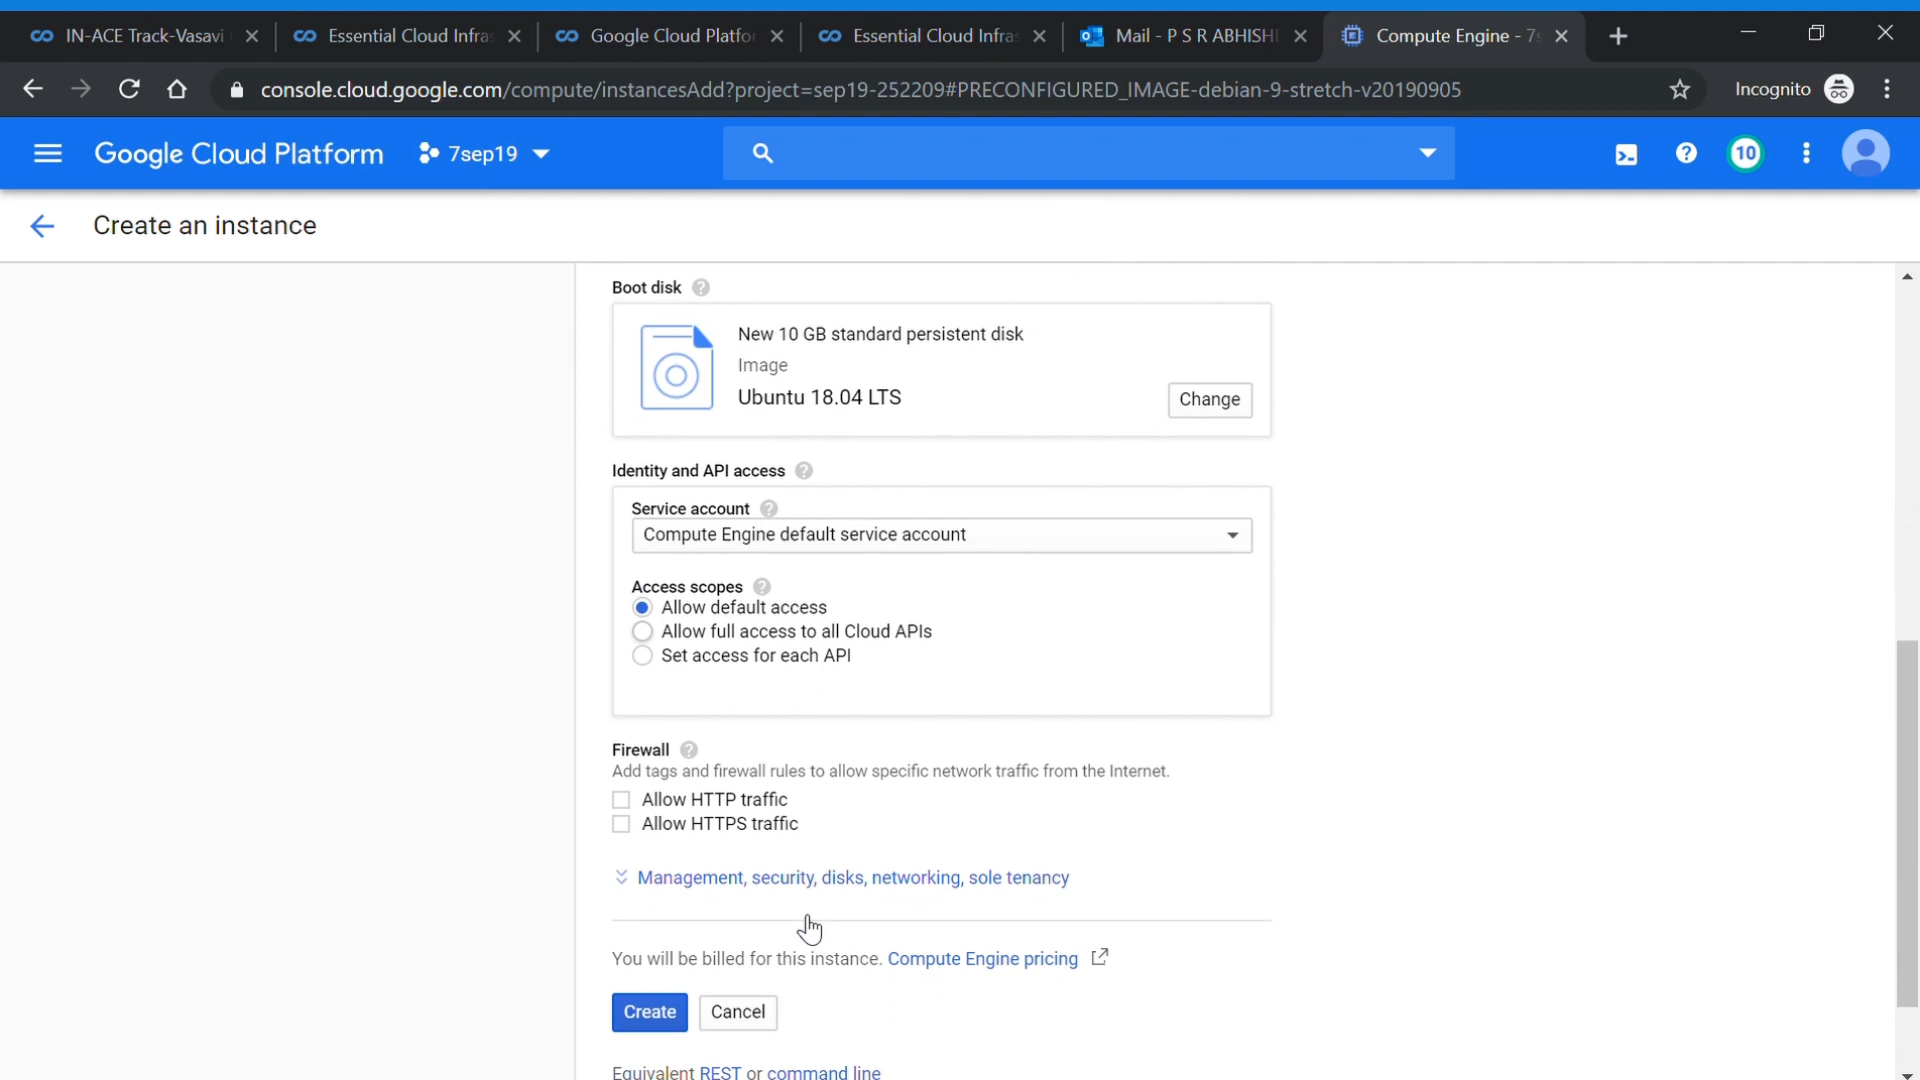 IN-ACE Track-Vasavi
Essential Cloud Infras
Google Cloud Platfo
Essential Cloud Infras
Mail - P S R ABHISHI
Compute Engine - 7s
console.cloud.google.com/compute/instancesAdd?project=sep19-252209#PRECONFIGURED_IMAGE-debian-9-stretch-v20190905
Incognito
Google Cloud Platform
7sep19
10
Create an instance
Boot disk
New 10 GB standard persistent disk
Image
Ubuntu 18.04 LTS
Change
Identity and API access
Service account
Compute Engine default service account
Access scopes
Allow default access
Allow full access to all Cloud APIs
Set access for each API
Firewall
Add tags and firewall rules to allow specific network traffic from the Internet.
Allow HTTP traffic
Allow HTTPS traffic
Management, security, disks, networking, sole tenancy
You will be billed for this instance. Compute Engine pricing
Create
Cancel
Equivalent REST or command line